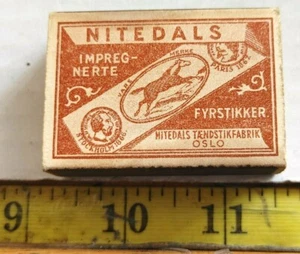 NITEDALS
IMPREG-
NERTE
VARE MERKE
FYRSTIKKER.
NITEDALS TÆNDSTIKFABRIK
OSLO
9 10 11